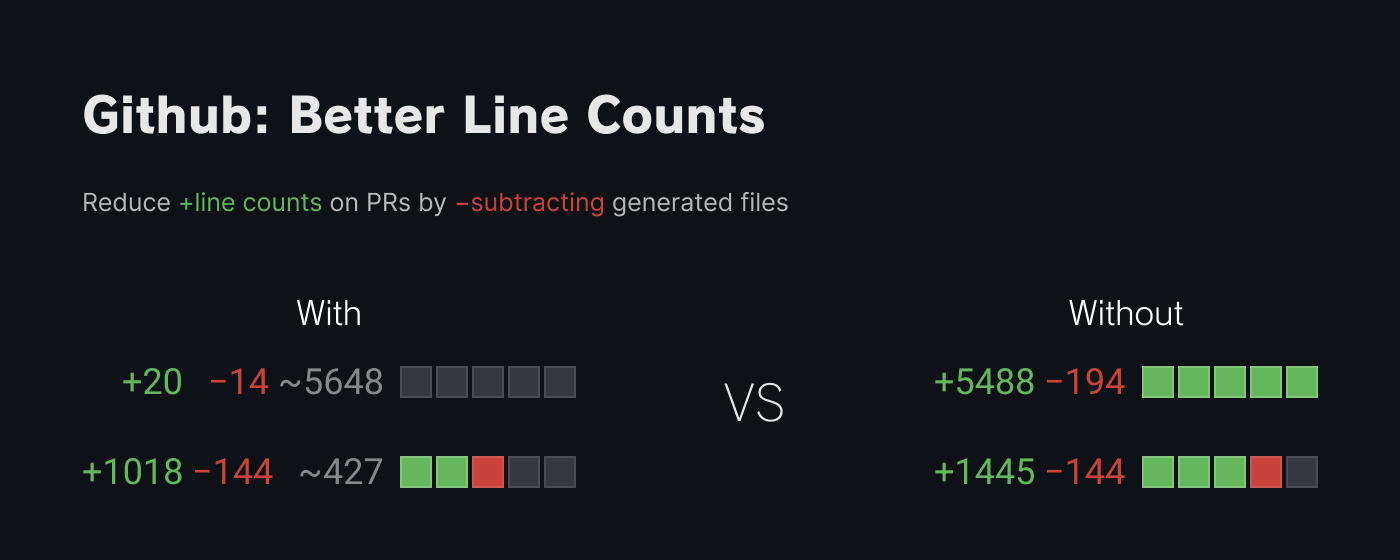 Github: Better Line Counts
Reduce +line counts on PRs by −subtracting generated files
With
Without
+20 −14 ~5648
VS
+5488 −194
+1018 −144 ~427
+1445 −144